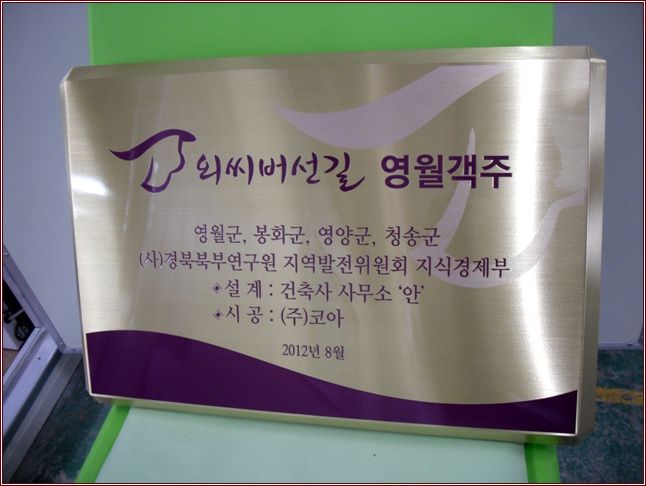 외씨버선길 영월객주
영월군, 봉화군, 영양군, 청송군
(사)경북북부연구원 지역발전위원회 지식경제부
◈설 계 : 건축사 사무소 ‘안’
◈시 공 : (주)코아
2012년 8월